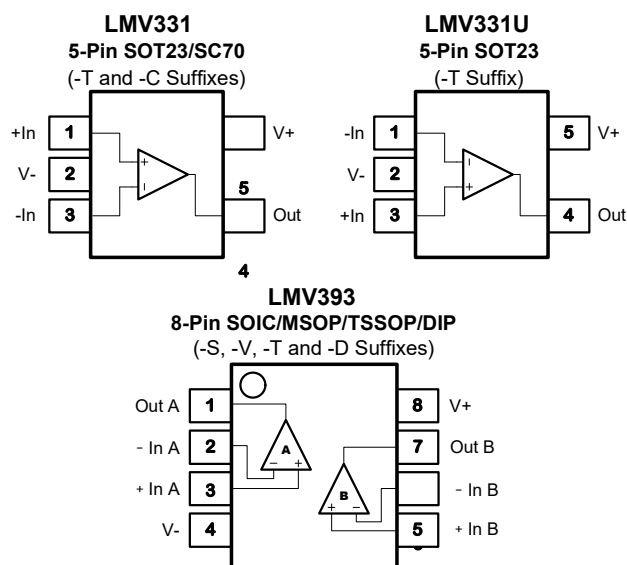 LMV331
5-Pin SOT23/SC70
(-T and -C Suffixes)
+In 1 V+
V- 2
5
-In 3 Out
4
+
-
LMV331U
5-Pin SOT23
(-T Suffix)
-In 1 5 V+
V- 2
+In 3 4 Out
-
+
LMV393
8-Pin SOIC/MSOP/TSSOP/DIP
(-S, -V, -T and -D Suffixes)
Out A 1 8 V+
- In A 2 7 Out B
+ In A 3 - In B
V- 4 5 + In B
A
- +
B
+ -